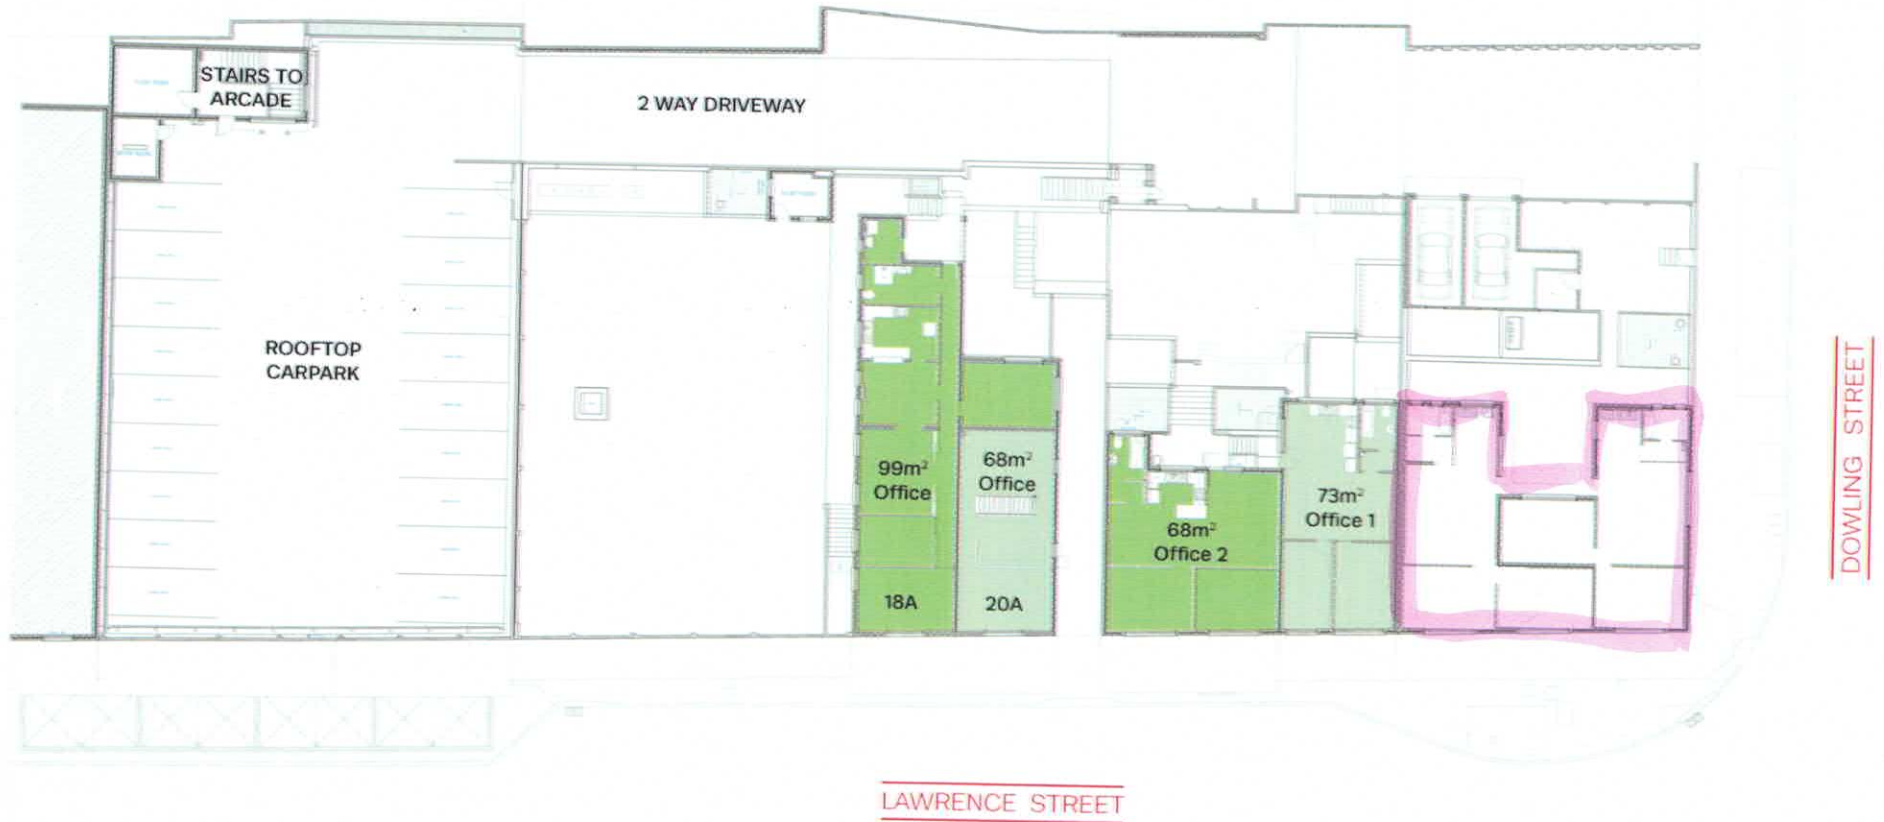 STAIRS TO
ARCADE
2 WAY DRIVEWAY
ROOFTOP
CARPARK
99m²
Office
68m²
Office
68m²
Office 2
73m²
Office 1
18A
20A
DOWLING STREET
LAWRENCE STREET